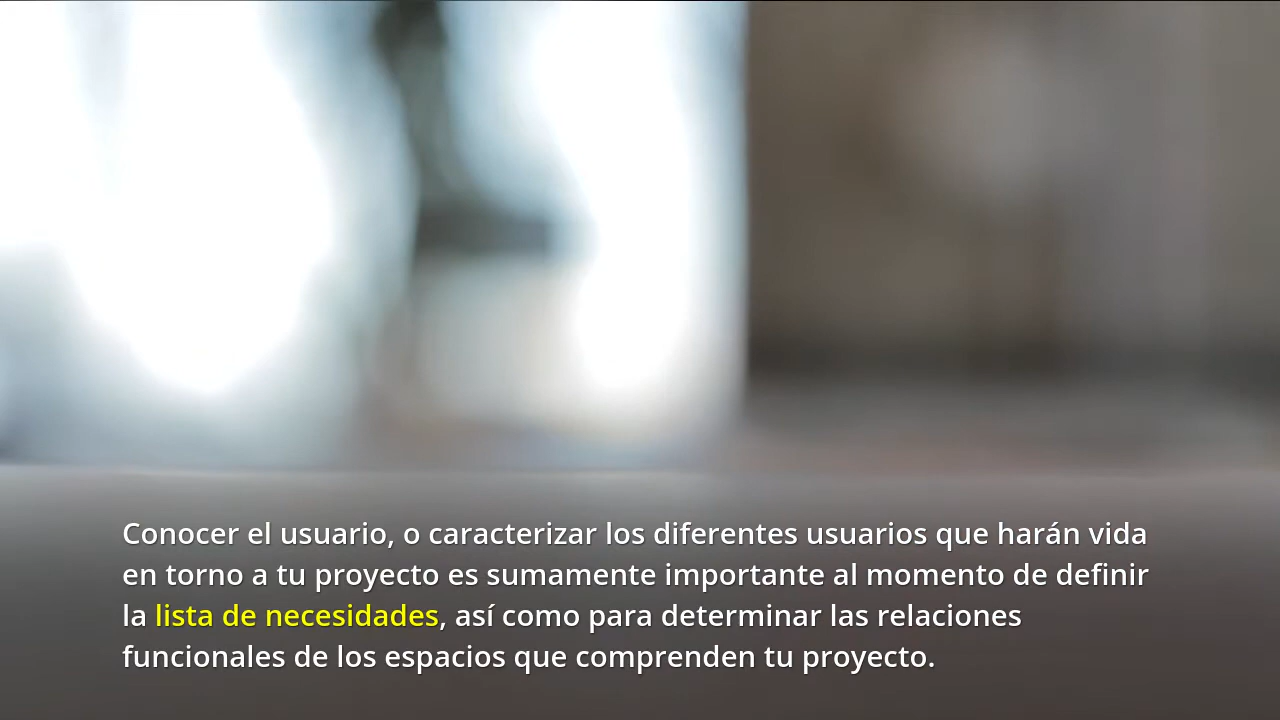 Conocer el usuario, o caracterizar los diferentes usuarios que harán vida
en torno a tu proyecto es sumamente importante al momento de definir
la lista de necesidades, así como para determinar las relaciones
funcionales de los espacios que comprenden tu proyecto.